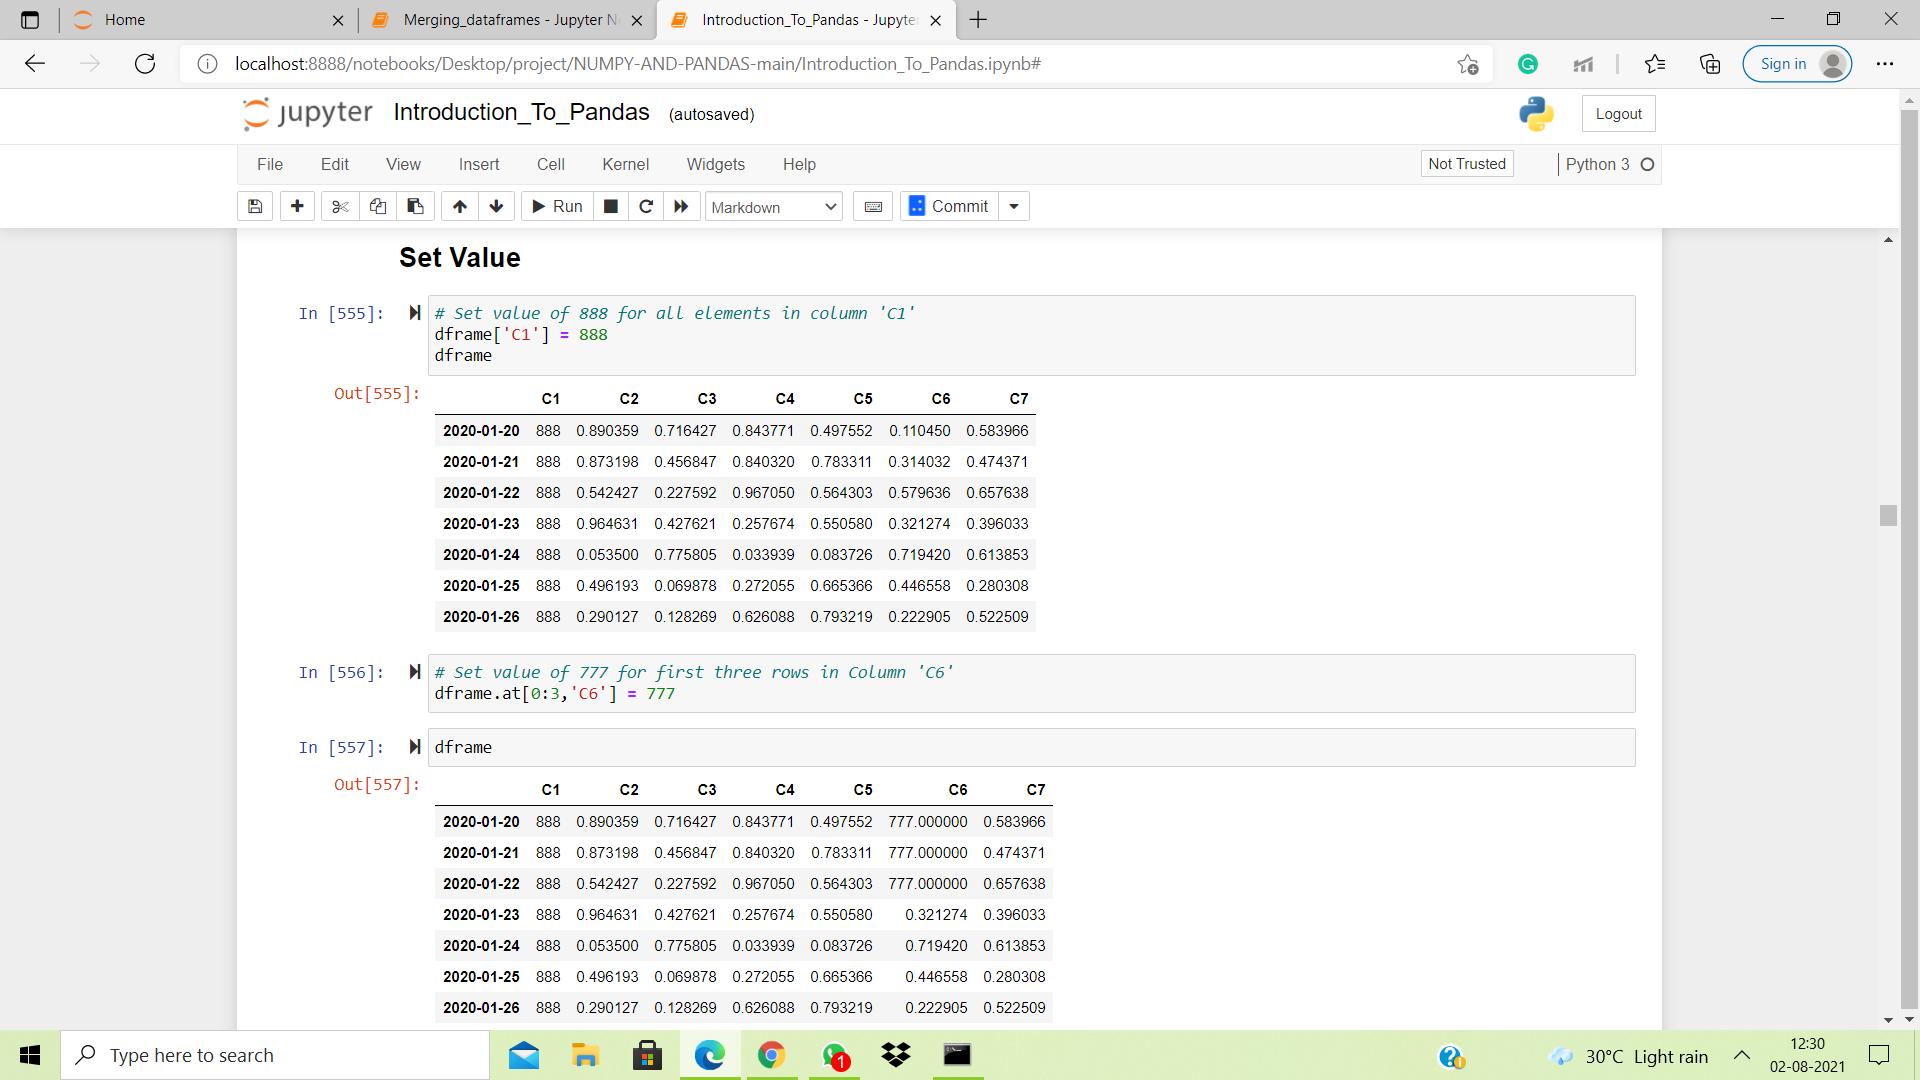 Home
Merging_dataframes - Jupyter N
Introduction_To_Pandas - Jupyte
localhost:8888/notebooks/Desktop/project/NUMPY-AND-PANDAS-main/Introduction_To_Pandas.ipynb#
Sign in
jupyter Introduction_To_Pandas (autosaved)
Logout
File Edit View Insert Cell Kernel Widgets Help
Not Trusted Python 3
Run Markdown Commit
Set Value
In [555]: # Set value of 888 for all elements in column 'C1'
dframe['C1'] = 888
dframe
Out[555]:
C1 C2 C3 C4 C5 C6 C7
2020-01-20 888 0.890359 0.716427 0.843771 0.497552 0.110450 0.583966
2020-01-21 888 0.873198 0.456847 0.840320 0.783311 0.314032 0.474371
2020-01-22 888 0.542427 0.227592 0.967050 0.564303 0.579636 0.657638
2020-01-23 888 0.964631 0.427621 0.257674 0.550580 0.321274 0.396033
2020-01-24 888 0.053500 0.775805 0.033939 0.083726 0.719420 0.613853
2020-01-25 888 0.496193 0.069878 0.272055 0.665366 0.446558 0.280308
2020-01-26 888 0.290127 0.128269 0.626088 0.793219 0.222905 0.522509
In [556]: # Set value of 777 for first three rows in Column 'C6'
dframe.at[0:3,'C6'] = 777
In [557]: dframe
Out[557]:
C1 C2 C3 C4 C5 C6 C7
2020-01-20 888 0.890359 0.716427 0.843771 0.497552 777.000000 0.583966
2020-01-21 888 0.873198 0.456847 0.840320 0.783311 777.000000 0.474371
2020-01-22 888 0.542427 0.227592 0.967050 0.564303 777.000000 0.657638
2020-01-23 888 0.964631 0.427621 0.257674 0.550580 0.321274 0.396033
2020-01-24 888 0.053500 0.775805 0.033939 0.083726 0.719420 0.613853
2020-01-25 888 0.496193 0.069878 0.272055 0.665366 0.446558 0.280308
2020-01-26 888 0.290127 0.128269 0.626088 0.793219 0.222905 0.522509
Type here to search
1
30°C Light rain
12:30
02-08-2021